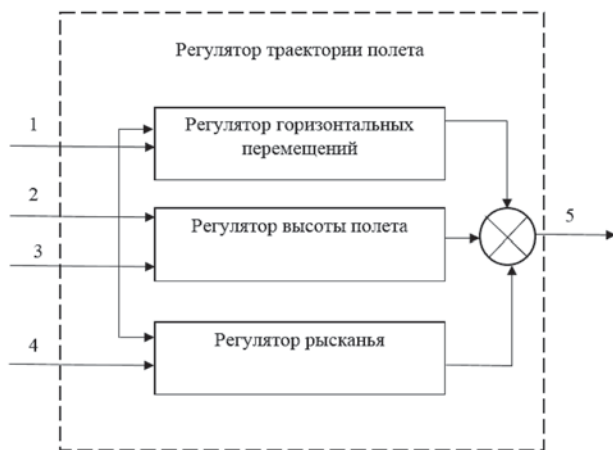 Регулятор траектории полета
1
Регулятор горизонтальных
перемещений
2
Регулятор высоты полета
5
3
4
Регулятор рысканья